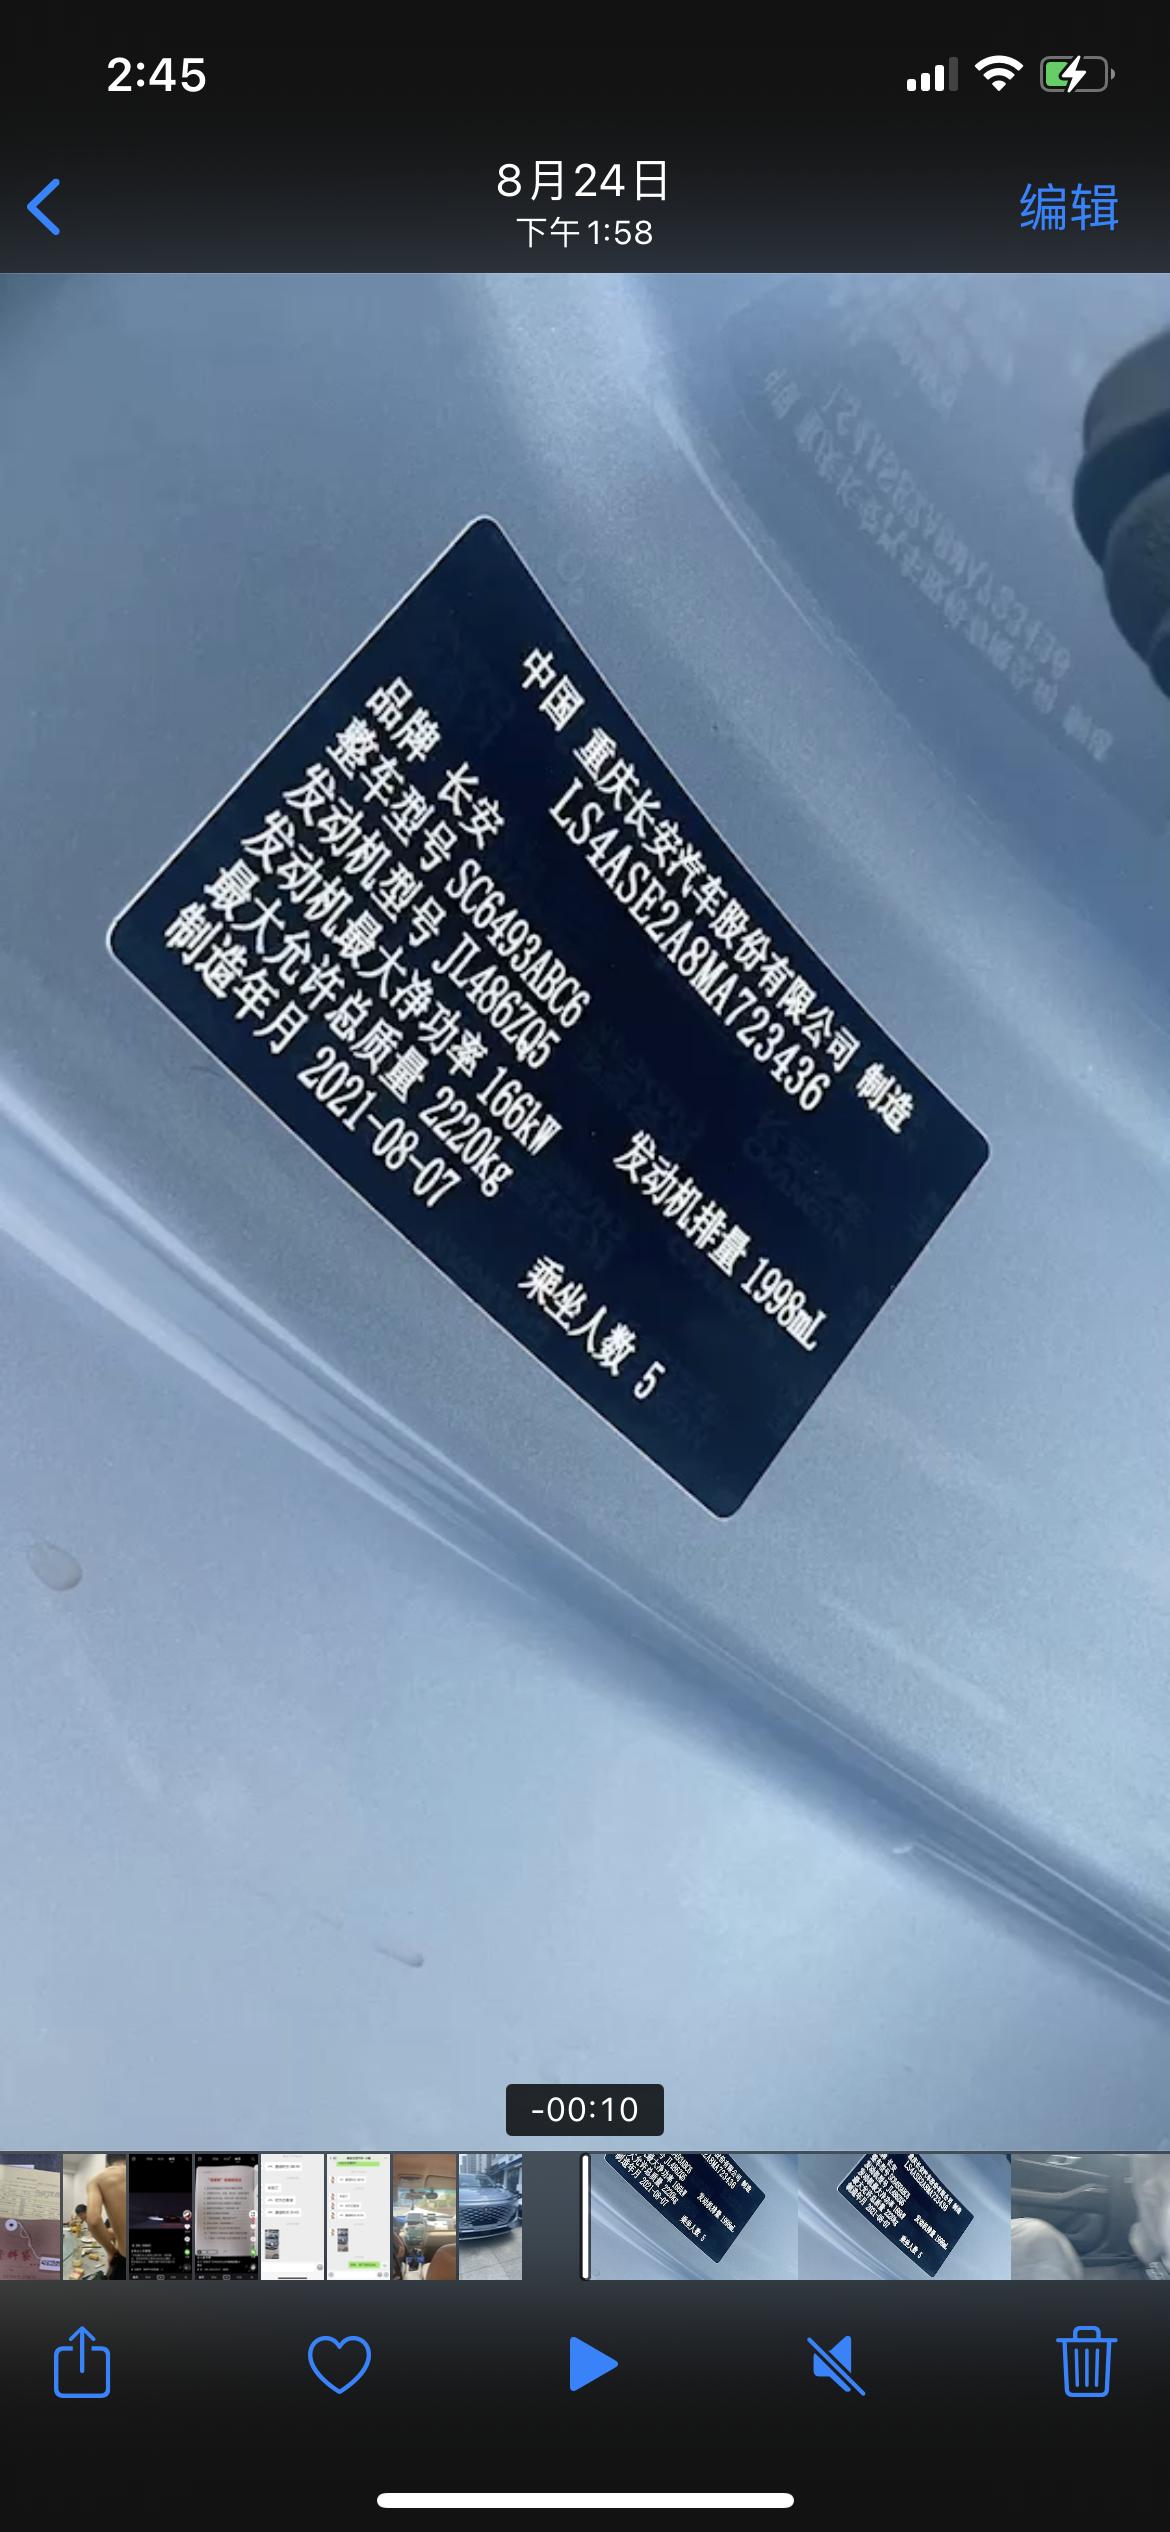 2:45
8月24日
下午1:58
编辑
中国 重庆长安汽车股份有限公司 制造
LS4ASE2A8MA723436
品牌 长安
整车型号 SC6493ABC6
发动机型号 JL486ZQ5 发动机排量 1998mL
发动机最大净功率 166kW
最大允许总质量 2220kg 乘坐人数 5
制造年月 2021-08-07
-00:10